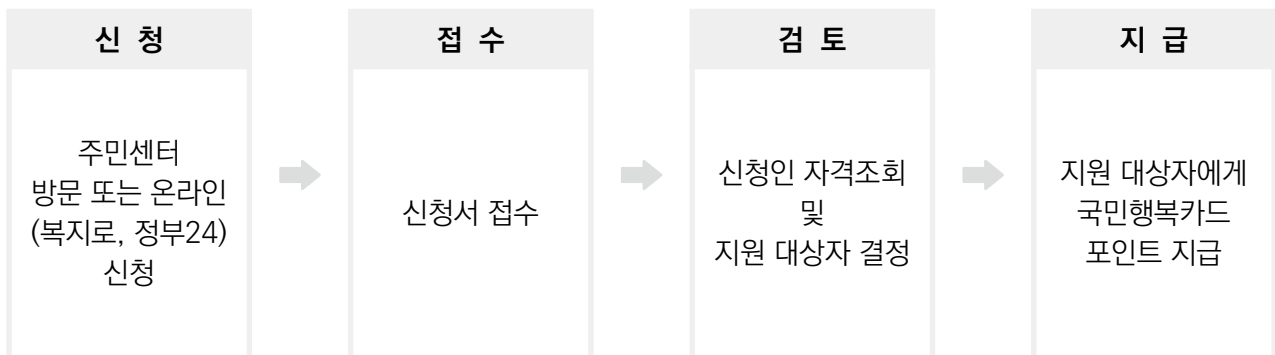 신 청
주민센터
방문 또는 온라인
(복지로, 정부24)
신청
접 수
신청서 접수
검 토
신청인 자격조회
및
지원 대상자 결정
지 급
지원 대상자에게
국민행복카드
포인트 지급